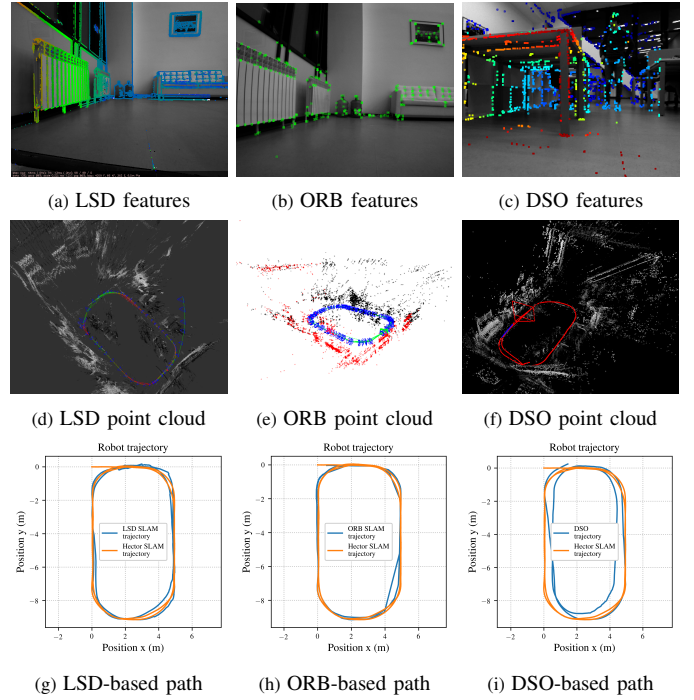 (a) LSD features
(b) ORB features
(c) DSO features
(d) LSD point cloud
(e) ORB point cloud
(f) DSO point cloud
Robot trajectory
0
−2
−4
−6
−8
Position y (m)
LSD SLAM
trajectory
Hector SLAM
trajectory
−2
0
2
4
6
Position x (m)
Robot trajectory
0
−2
−4
−6
−8
Position y (m)
ORB SLAM
trajectory
Hector SLAM
trajectory
−2
0
2
4
6
Position x (m)
Robot trajectory
0
−2
−4
−6
−8
Position y (m)
DSO
trajectory
Hector SLAM
trajectory
−2
0
2
4
6
Position x (m)
(g) LSD-based path
(h) ORB-based path
(i) DSO-based path